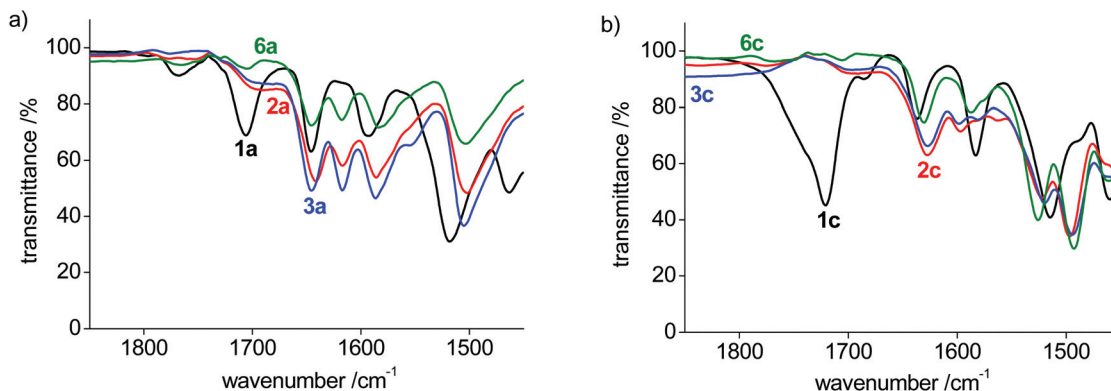 a)
100
80
60
40
20
0
transmittance /%
1800
1700
1600
1500
wavenumber /cm⁻¹
6a
2a
1a
3a
b)
100
80
60
40
20
0
transmittance /%
1800
1700
1600
1500
wavenumber /cm⁻¹
6c
3c
2c
1c